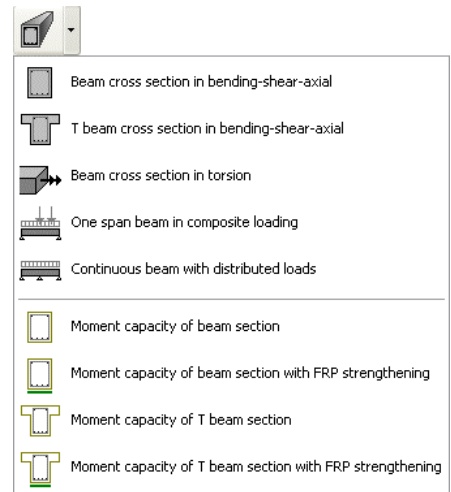 Beam cross section in bending-shear-axial
T beam cross section in bending-shear-axial
Beam cross section in torsion
One span beam in composite loading
Continuous beam with distributed loads
Moment capacity of beam section
Moment capacity of beam section with FRP strengthening
Moment capacity of T beam section
Moment capacity of T beam section with FRP strengthening